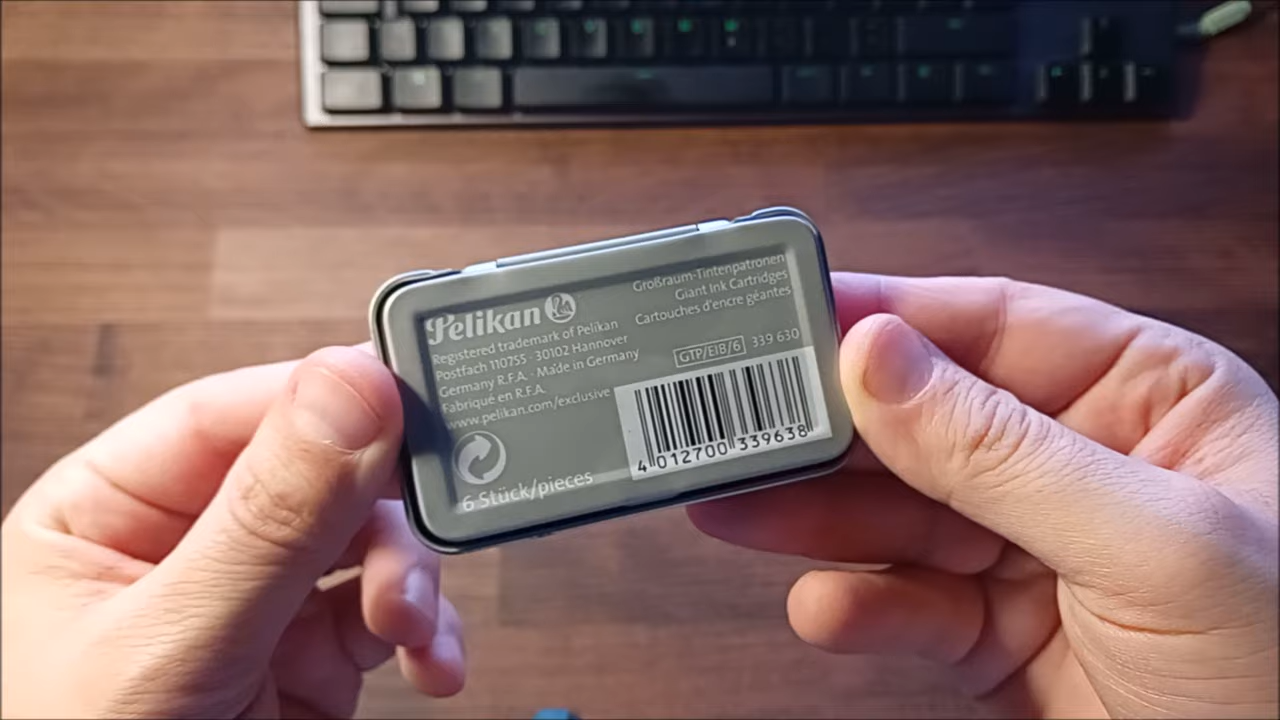 Pelikan
Registered trademark of Pelikan
Postfach 110755 · 30102 Hannover
Germany R.F.A. · Made in Germany
Fabriqué en R.F.A.
www.pelikan.com/exclusive
6 Stück/pieces
Großraum-Tintenpatronen
Giant Ink Cartridges
Cartouches d'encre géantes
GTP/EIB/6 339 630
4 012700 339638